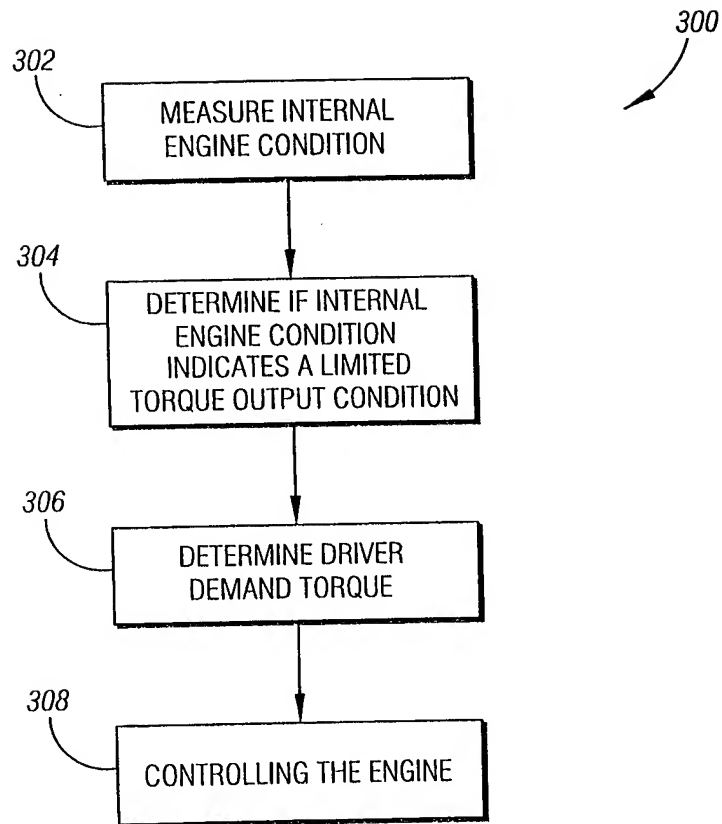 300
302
MEASURE INTERNAL
ENGINE CONDITION
304
DETERMINE IF INTERNAL
ENGINE CONDITION
INDICATES A LIMITED
TORQUE OUTPUT CONDITION
306
DETERMINE DRIVER
DEMAND TORQUE
308
CONTROLLING THE ENGINE